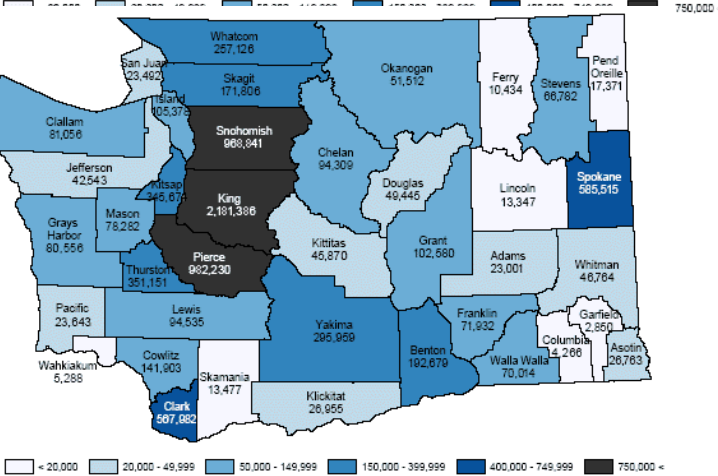 750,000
Whatcom
257,126
San Juan
23,492
Skagit
171,806
Island
105,378
Okanogan
51,512
Ferry
10,434
Stevens
66,782
Pend
Oreille
17,371
Clallam
81,056
Snohomish
968,841
Chelan
94,309
Jefferson
42,543
Kitsap
Douglas
49,445
Lincoln
13,347
Spokane
585,515
King
2,181,386
Mason
78,282
Grays
Harbor
80,556
Kittitas
45,870
Grant
102,680
Adams
23,001
Whitman
46,764
Pierce
982,230
Thurston
351,151
Pacific
23,643
Lewis
94,535
Yakima
295,959
Franklin
71,932
Garfield
2,850
Columbia
4,266
Asotin
26,763
Benton
192,679
Walla Walla
70,014
Wahkiakum
5,288
Cowlitz
141,903
Skamania
13,477
Klickitat
26,955
Clark
567,982
< 20,000 20,000 - 49,999 50,000 - 149,999 150,000 - 399,999 400,000 - 749,999 750,000 <